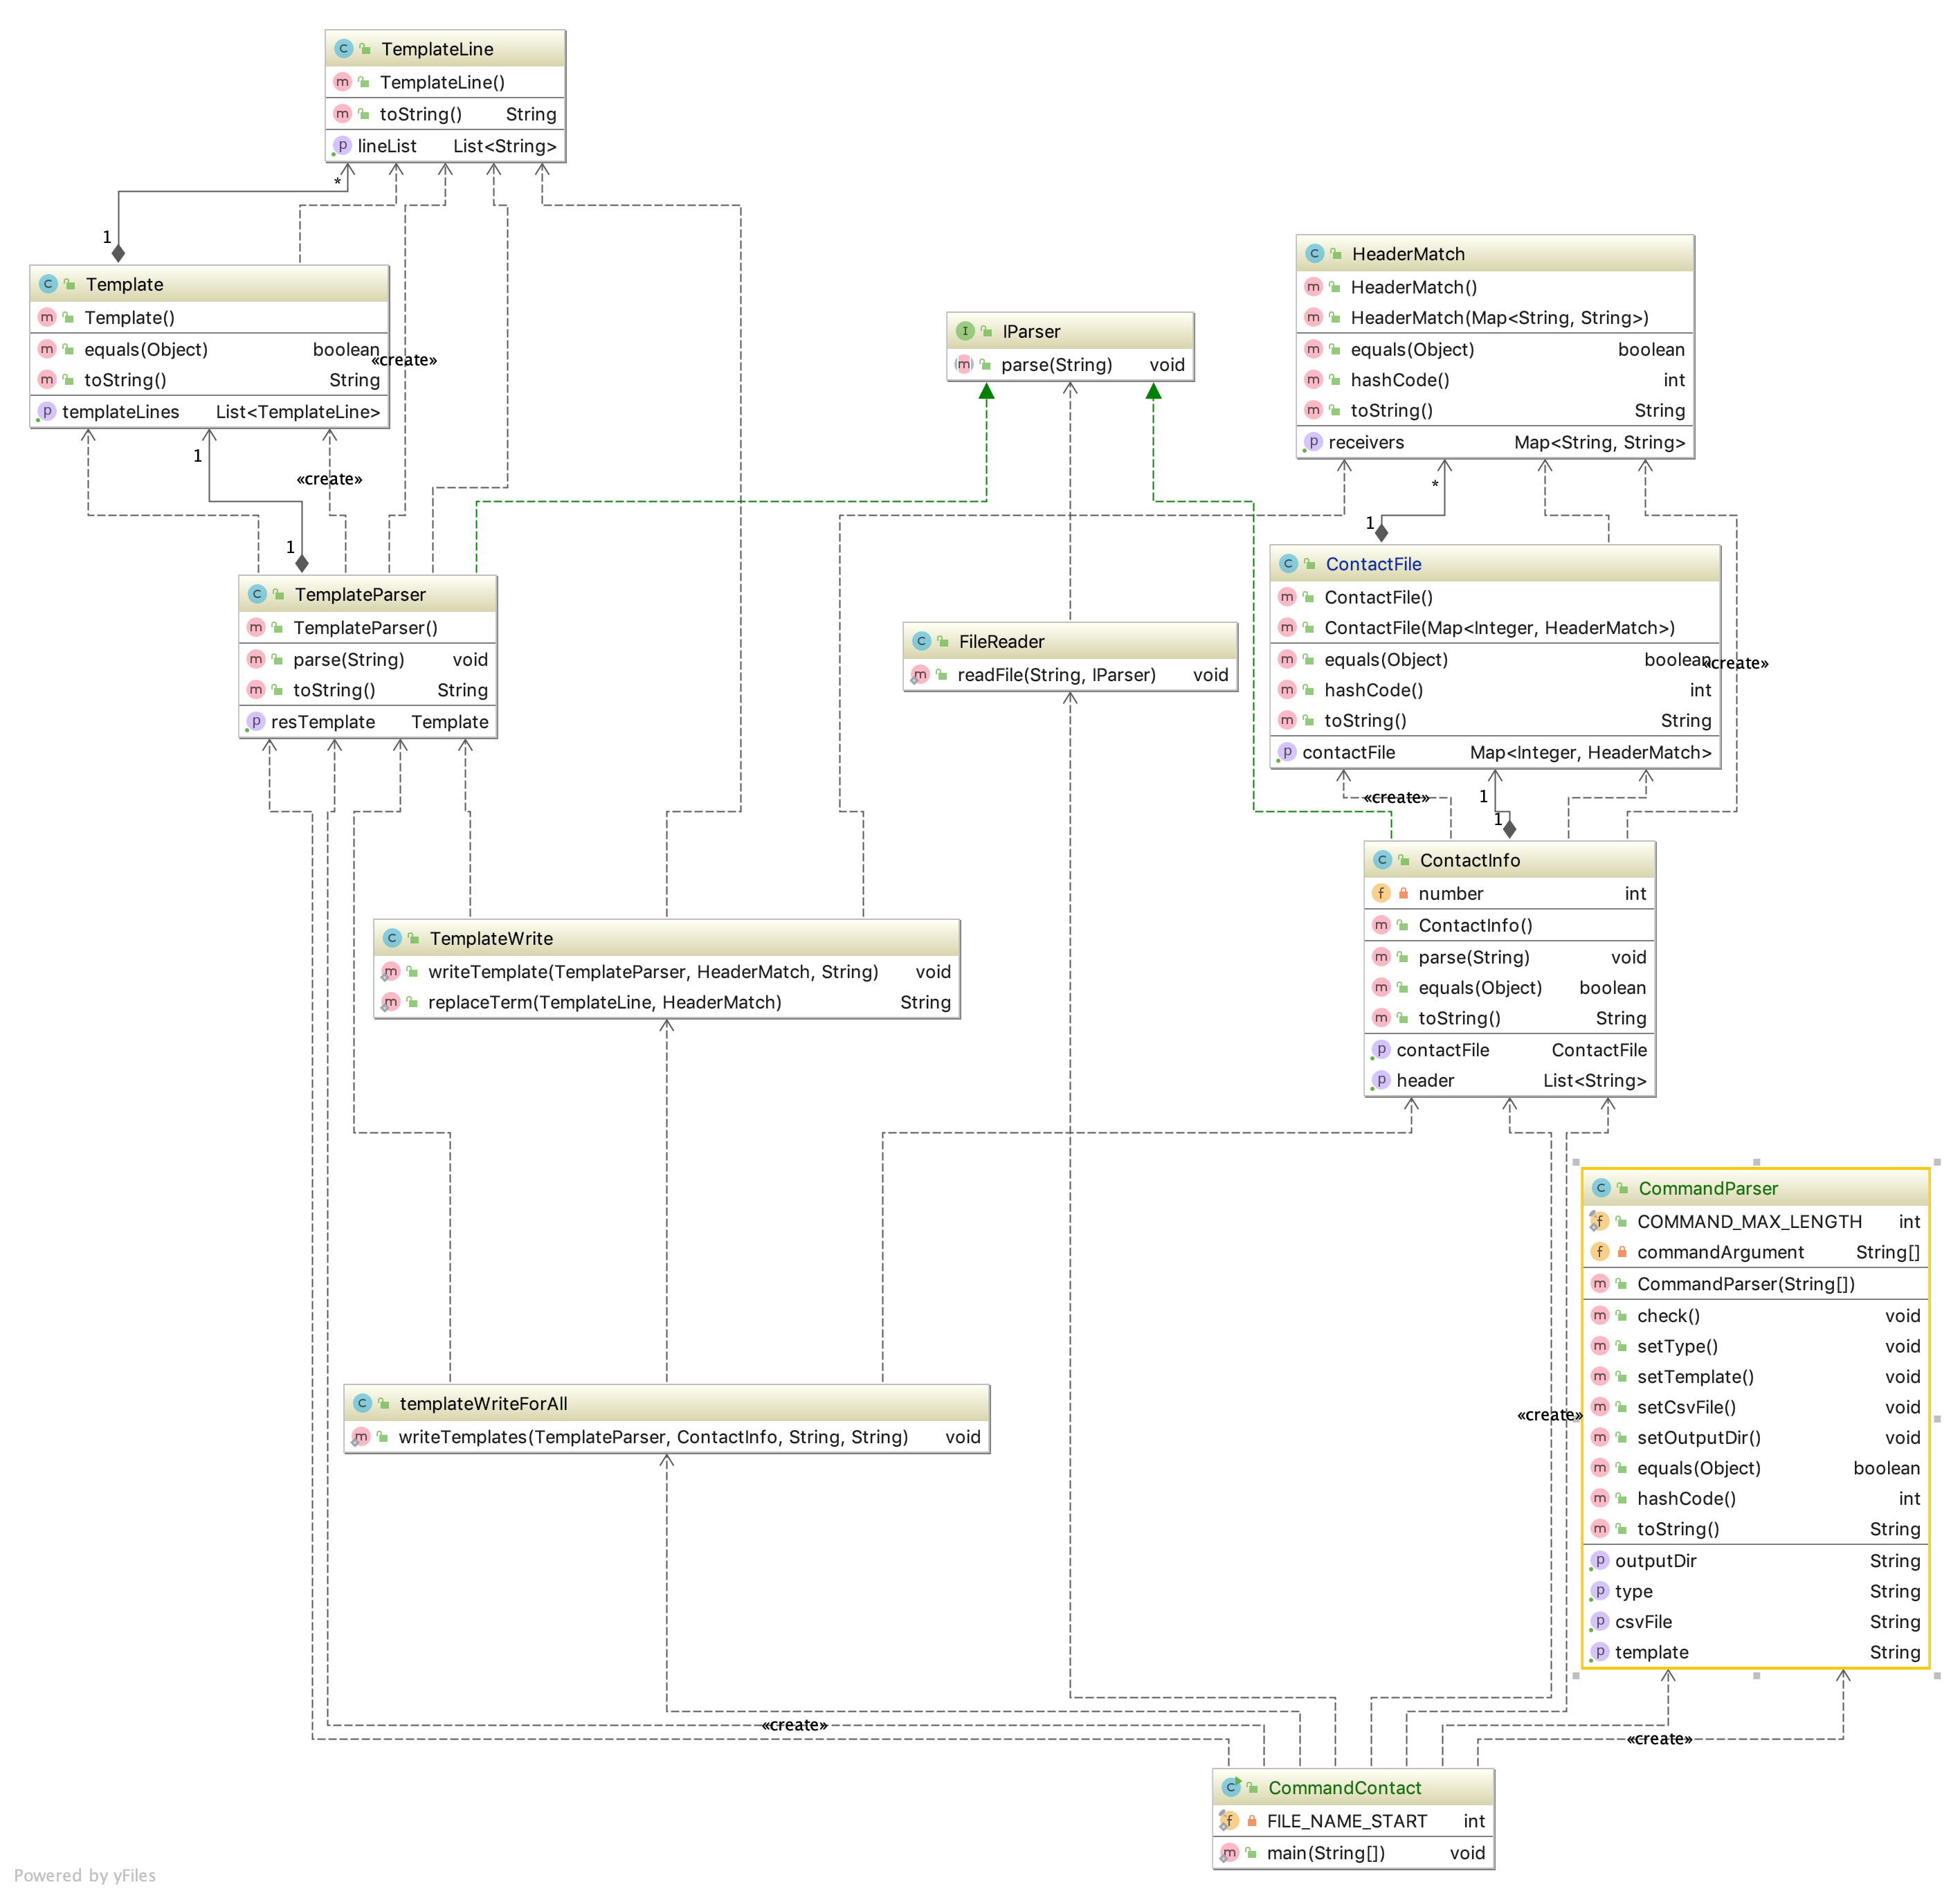 TemplateLine
TemplateLine()
toString() String
lineList List<String>
*
1
Template
Template()
equals(Object) boolean
toString() String
templateLines List<TemplateLine>
«create»
1
«create»
1
TemplateParser
TemplateParser()
parse(String) void
toString() String
resTemplate Template
IParser
parse(String) void
HeaderMatch
HeaderMatch()
HeaderMatch(Map<String, String>)
equals(Object) boolean
hashCode() int
toString() String
receivers Map<String, String>
*
1
FileReader
readFile(String, IParser) void
ContactFile
ContactFile()
ContactFile(Map<Integer, HeaderMatch>)
equals(Object) boolean
«create»
hashCode() int
toString() String
contactFile Map<Integer, HeaderMatch>
«create»
1
1
ContactInfo
number int
ContactInfo()
parse(String) void
equals(Object) boolean
toString() String
contactFile ContactFile
header List<String>
TemplateWrite
writeTemplate(TemplateParser, HeaderMatch, String) void
replaceTerm(TemplateLine, HeaderMatch) String
templateWriteForAll
writeTemplates(TemplateParser, ContactInfo, String, String) void
CommandParser
COMMAND_MAX_LENGTH int
commandArgument String[]
CommandParser(String[])
check() void
setType() void
setTemplate() void
setCsvFile() void
setOutputDir() void
equals(Object) boolean
hashCode() int
toString() String
outputDir String
type String
csvFile String
template String
«create»
«create»
«create»
CommandContact
FILE_NAME_START int
main(String[]) void
Powered by yFiles